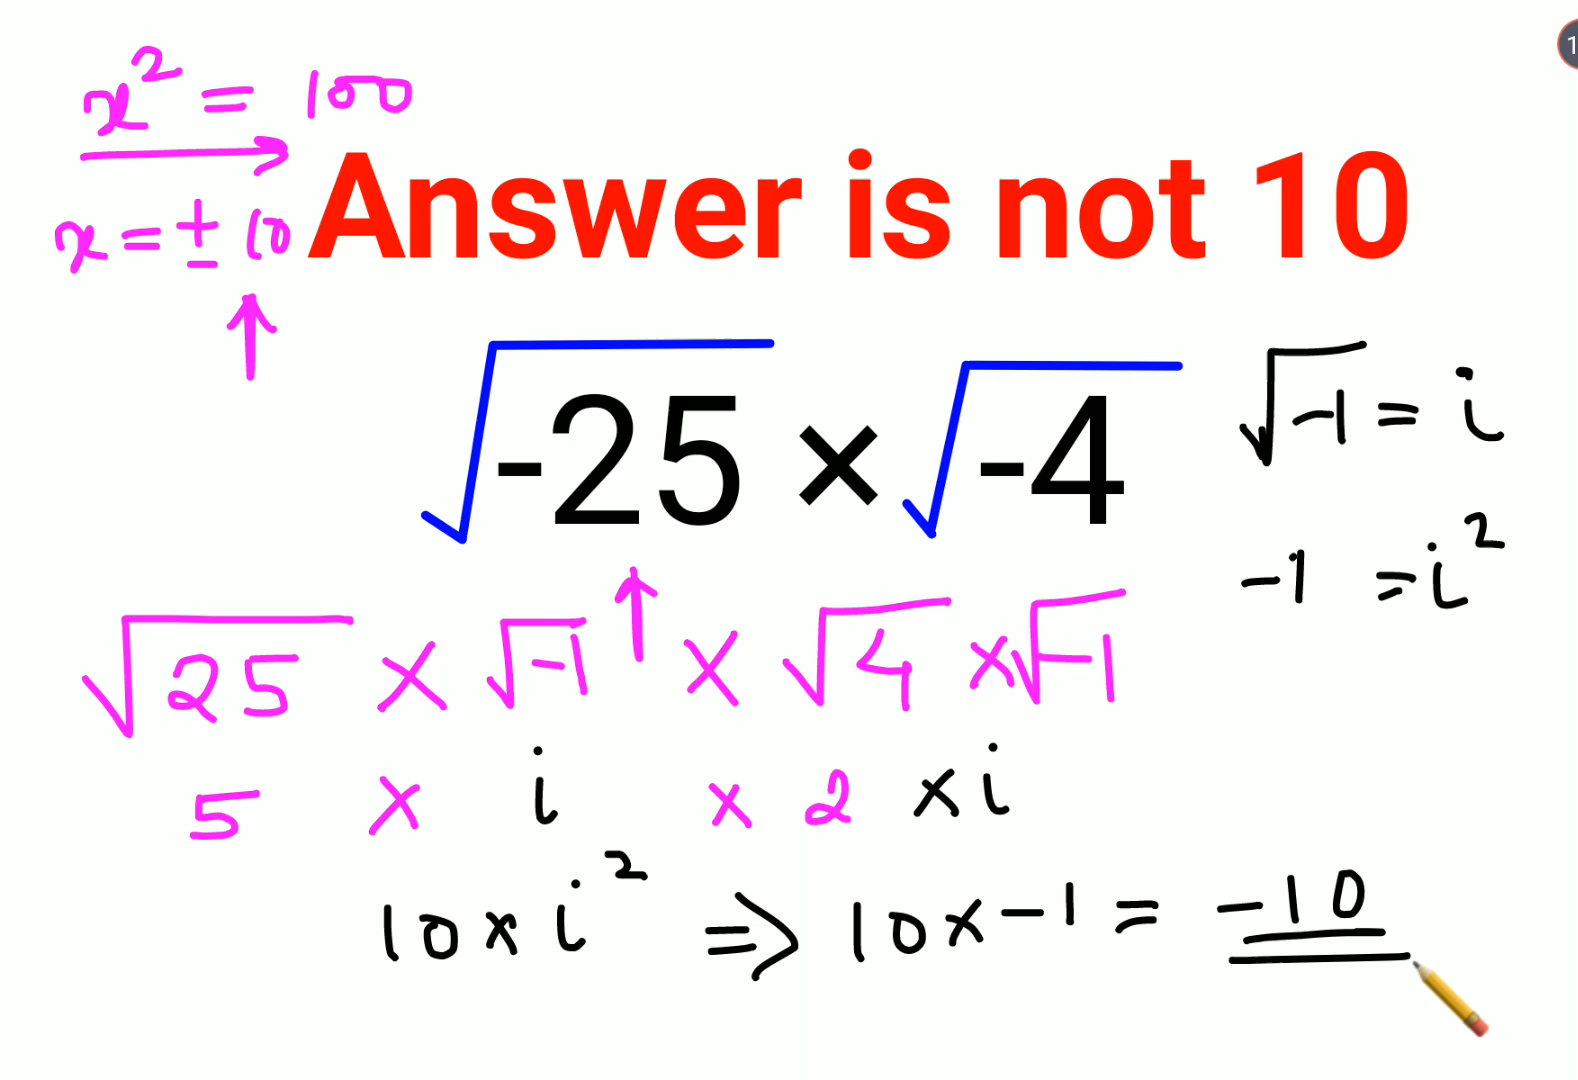 x² = 100
x = ± 10
Answer is not 10
√-25 × √-4
√-1 = i
-1 = i²
√25 × √-1 × √4 × √-1
5 × i × 2 × i
10 × i² ⇒ 10 × -1 = -10